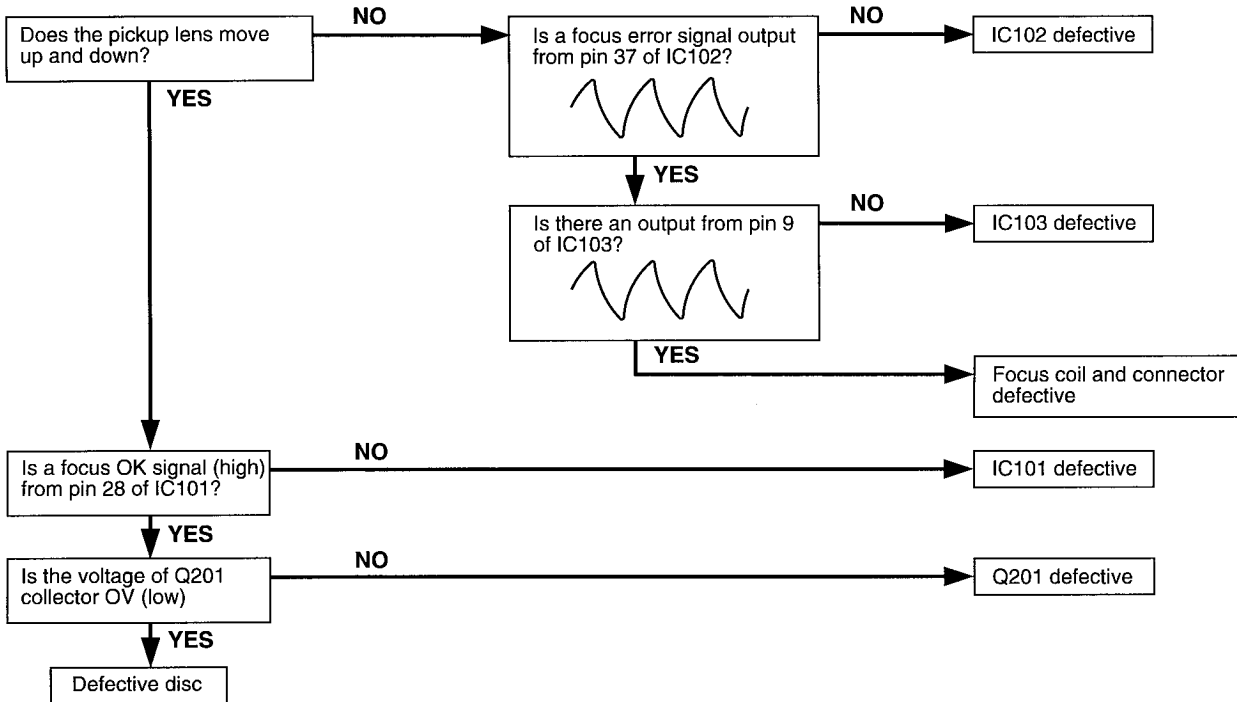 Does the pickup lens move
up and down?
NO
Is a focus error signal output
from pin 37 of IC102?
NO
IC102 defective
YES
YES
Is there an output from pin 9
of IC103?
NO
IC103 defective
YES
Focus coil and connector
defective
Is a focus OK signal (high)
from pin 28 of IC101?
NO
IC101 defective
YES
Is the voltage of Q201
collector OV (low)
NO
Q201 defective
YES
Defective disc